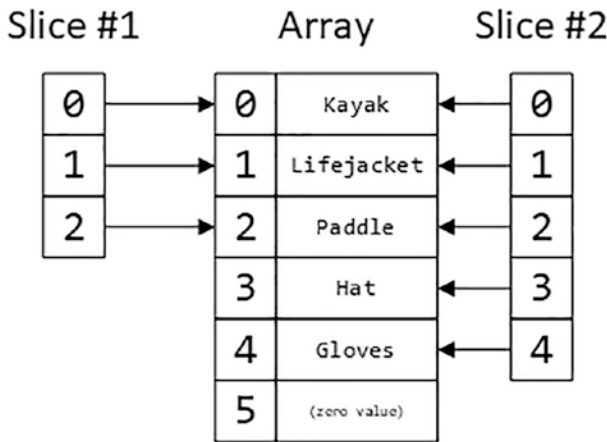 Slice #1 Array Slice #2
0 0 Kayak 0
1 1 Lifejacket 1
2 2 Paddle 2
3 Hat 3
4 Gloves 4
5 (zero value)